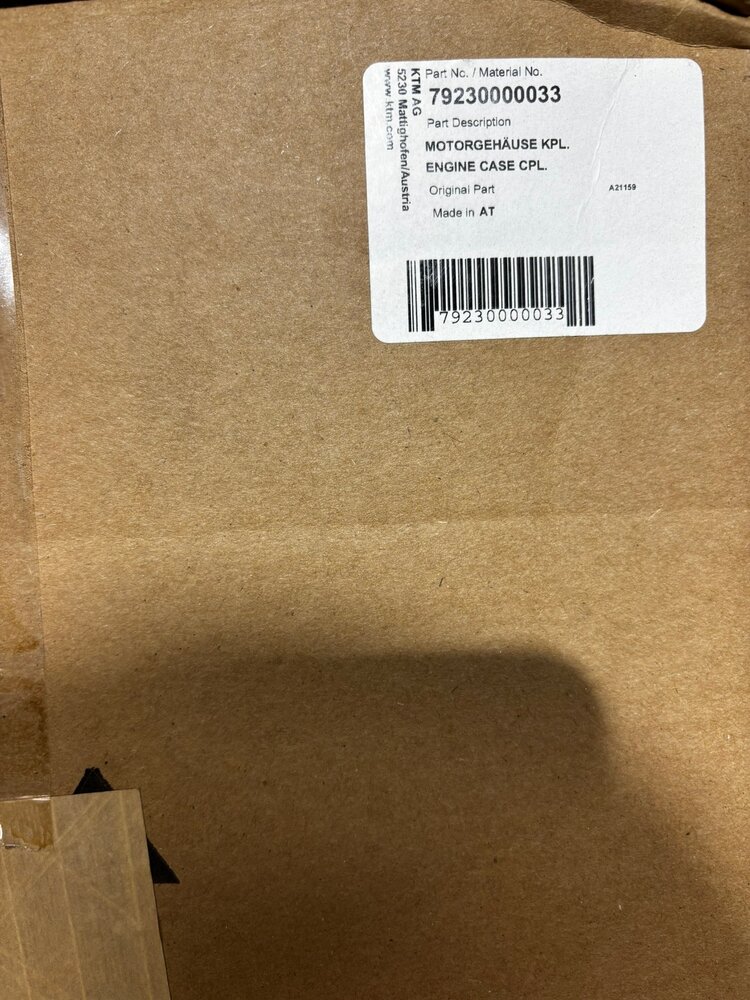 Part No. / Material No.
79230000033
Part Description
MOTORGEHÄUSE KPL.
ENGINE CASE CPL.
Original Part
A21159
Made in AT
KTM AG
5230 Mattighofen/Austria
www.ktm.com
79230000033